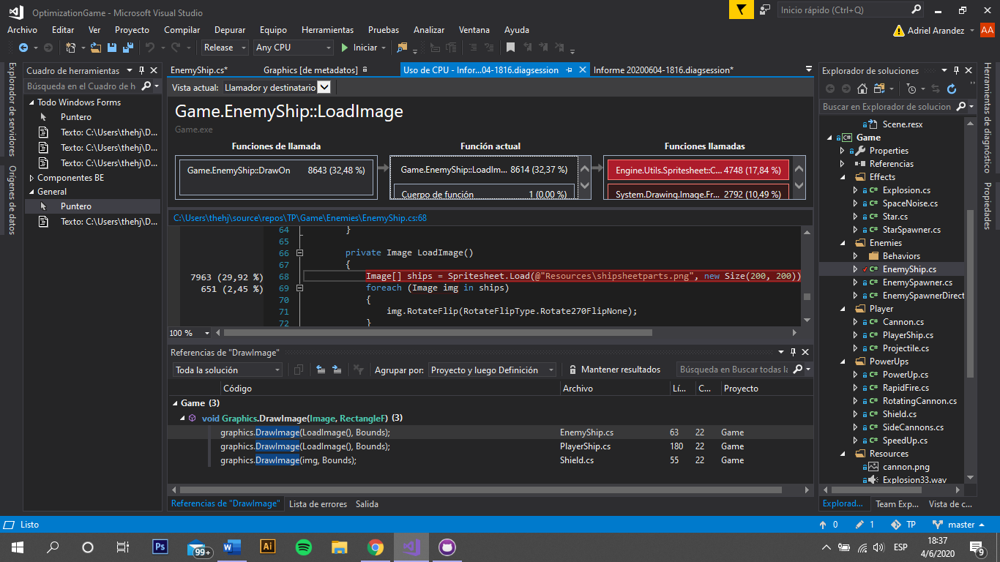 OptimizationGame - Microsoft Visual Studio
Inicio rápido (Ctrl+Q)
Archivo Editar Ver Proyecto Compilar Depurar Equipo Herramientas Pruebas Analizar Ventana Ayuda
Adriel Arandez AA
Release Any CPU Iniciar
Explorador de servidores
Orígenes de datos
Cuadro de herramientas
Búsqueda en el Cuadro de h
Todo Windows Forms
Puntero
Texto: C:\Users\thehj\D...
Texto: C:\Users\thehj\D...
Texto: C:\Users\thehj\D...
Componentes BE
General
Puntero
Texto: C:\Users\thehj\D...
EnemyShip.cs* Graphics [de metadatos] Uso de CPU - Infor...04-1816.diagsession Informe 20200604-1816.diagsession*
Vista actual: Llamador y destinatario
Game.EnemyShip::LoadImage
Game.exe
Funciones de llamada Función actual Funciones llamadas
Game.EnemyShip::DrawOn 8643 (32,48 %) Game.EnemyShip::LoadIm... 8614 (32,37 %) Engine.Utils.Spritesheet::C... 4748 (17,84 %)
Cuerpo de función 1 (0,00 %) System.Drawing.Image.Fr... 2792 (10,49 %)
C:\Users\thehj\source\repos\TP\Game\Enemies\EnemyShip.cs:68
64 }
65
66 private Image LoadImage()
67 {
7963 (29,92 %) 68 Image[] ships = Spritesheet.Load(@"Resources\shipsheetparts.png", new Size(200, 200))
651 (2,45 %) 69 foreach (Image img in ships)
70 {
71 img.RotateFlip(RotateFlipType.Rotate270FlipNone);
72 }
100 %
Referencias de "DrawImage"
Toda la solución Agrupar por: Proyecto y luego Definición Mantener resultados Búsqueda en Buscar todas la
Código Archivo Lí... C... Proyecto
Game (3)
void Graphics.DrawImage(Image, RectangleF) (3)
graphics.DrawImage(LoadImage(), Bounds); EnemyShip.cs 63 22 Game
graphics.DrawImage(LoadImage(), Bounds); PlayerShip.cs 180 22 Game
graphics.DrawImage(img, Bounds); Shield.cs 55 22 Game
Referencias de "DrawImage" Lista de errores Salida
Explorador de soluciones
Buscar en Explorador de solucion
Scene.resx
Game
Properties
Referencias
Effects
Explosion.cs
SpaceNoise.cs
Star.cs
StarSpawner.cs
Enemies
Behaviors
EnemyShip.cs
EnemySpawner.cs
EnemySpawnerDirect
Player
Cannon.cs
PlayerShip.cs
Projectile.cs
PowerUps
PowerUp.cs
RapidFire.cs
RotatingCannon.cs
Shield.cs
SideCannons.cs
SpeedUp.cs
Resources
cannon.png
Explosion33.wav
Explorad... Team Exp... Vista de c...
Herramientas de diagnóstico
Propiedades
Listo 0 1 TP master
Ps 99+ W Ai ESP 18:37
4/6/2020 9